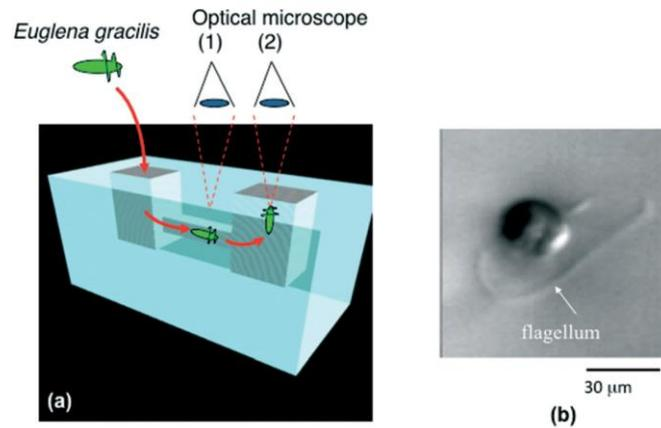 Euglena gracilis
Optical microscope
(1) (2)
(a)
flagellum
30 μm
(b)